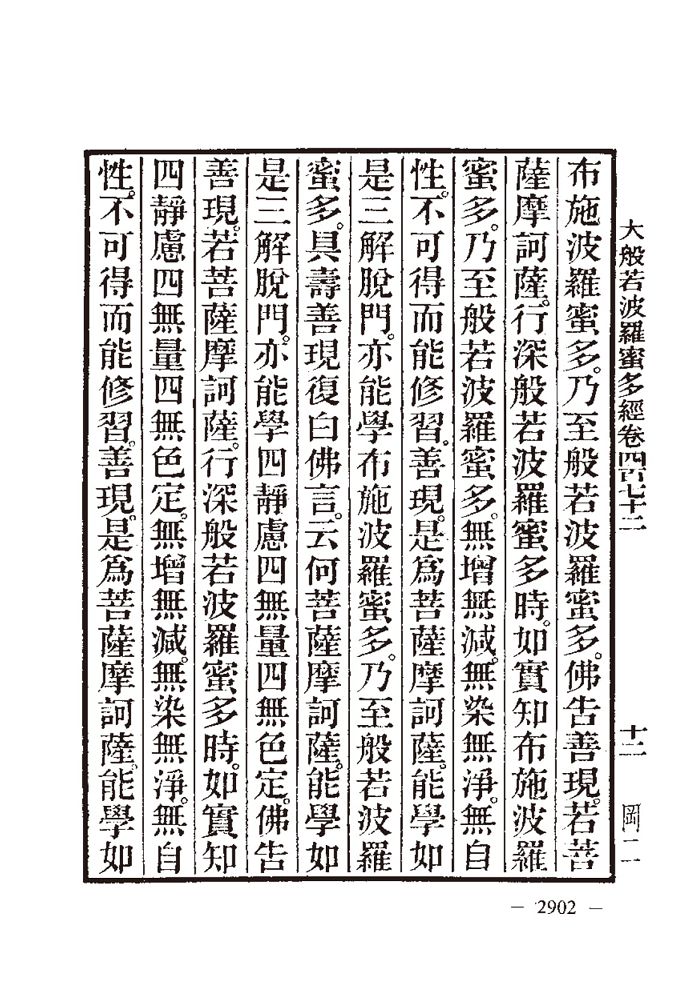 大般若波羅蜜多經卷四百七十二
十二
岡二
布施波羅蜜多。乃至般若波羅蜜多。佛告善現。若菩
薩摩訶薩。行深般若波羅蜜多時。如實知布施波羅
蜜多。乃至般若波羅蜜多。無增無減。無染無淨。無自
性。不可得而能修習。善現。是爲菩薩摩訶薩。能學如
是三解脫門。亦能學布施波羅蜜多。乃至般若波羅
蜜多。具壽善現復白佛言。云何菩薩摩訶薩。能學如
是三解脫門。亦能學四靜慮四無量四無色定。佛告
善現。若菩薩摩訶薩。行深般若波羅蜜多時。如實知
四靜慮四無量四無色定。無增無減。無染無淨。無自
性。不可得而能修習。善現。是爲菩薩摩訶薩。能學如
— 2902 —